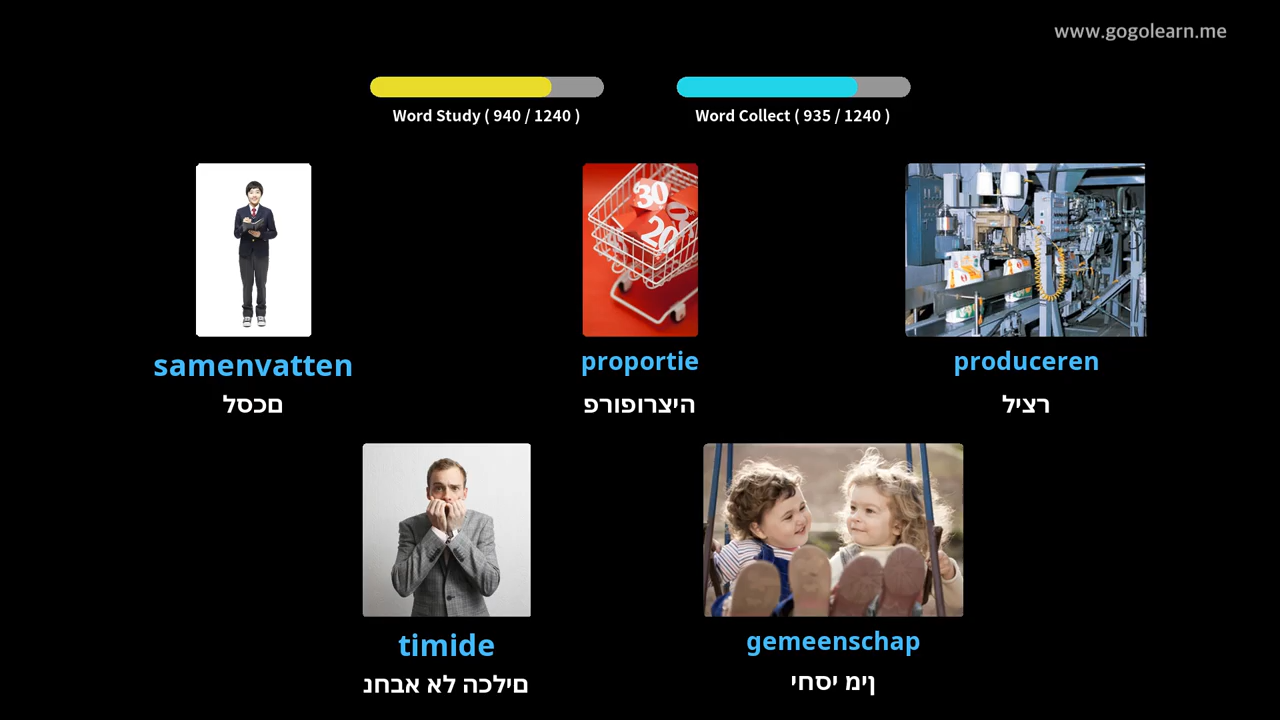 www.gogolearn.me
Word Study ( 940 / 1240 )
Word Collect ( 935 / 1240 )
samenvatten
םכסל
proportie
היצרופורפ
produceren
רציל
timide
םילכה לא אבחנ
gemeenschap
ןימ יסחי